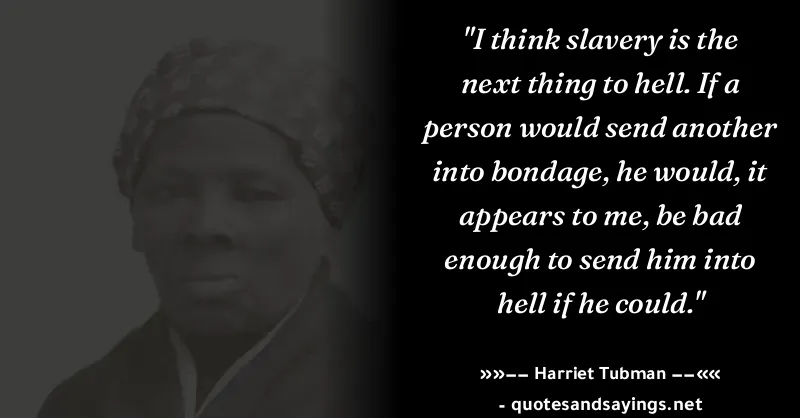 "I think slavery is the
next thing to hell. If a
person would send another
into bondage, he would, it
appears to me, be bad
enough to send him into
hell if he could."
»»−− Harriet Tubman −−««
- quotesandsayings.net